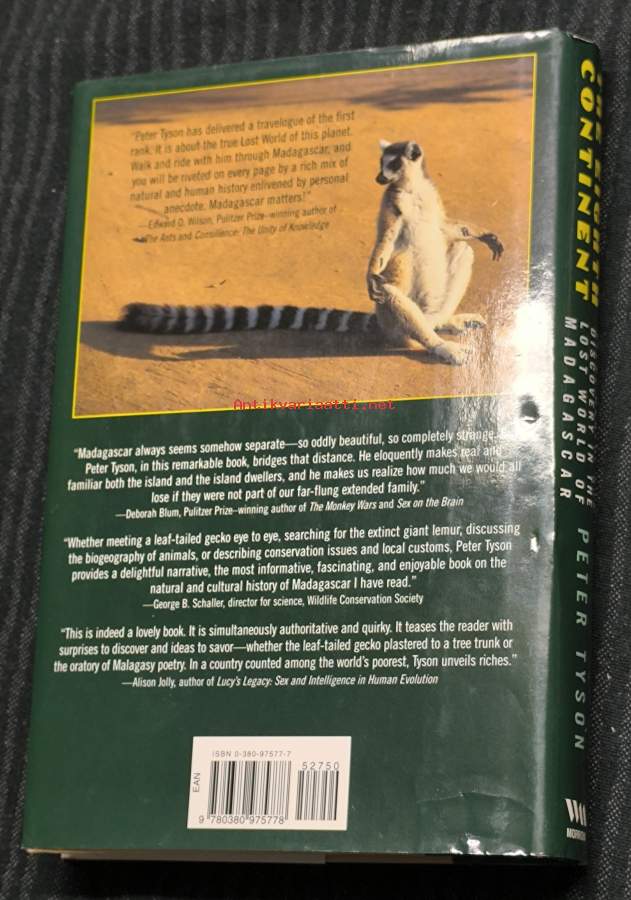 "Peter Tyson has delivered a travelogue of the first
rank. It is about the true Lost World of this planet.
Walk and ride with him through Madagascar, and
you will be riveted on every page by a rich mix of
natural and human history enlivened by personal
anecdote. Madagascar matters!"
—Edward O. Wilson, Pulitzer Prize–winning author of
The Ants and Consilience: The Unity of Knowledge
Antikvariaatti.net
"Madagascar always seems somehow separate—so oddly beautiful, so completely strange.
Peter Tyson, in this remarkable book, bridges that distance. He eloquently makes real and
familiar both the island and the island dwellers, and he makes us realize how much we would all
lose if they were not part of our far-flung extended family."
—Deborah Blum, Pulitzer Prize–winning author of The Monkey Wars and Sex on the Brain
"Whether meeting a leaf-tailed gecko eye to eye, searching for the extinct giant lemur, discussing
the biogeography of animals, or describing conservation issues and local customs, Peter Tyson
provides a delightful narrative, the most informative, fascinating, and enjoyable book on the
natural and cultural history of Madagascar I have read."
—George B. Schaller, director for science, Wildlife Conservation Society
"This is indeed a lovely book. It is simultaneously authoritative and quirky. It teases the reader with
surprises to discover and ideas to savor—whether the leaf-tailed gecko plastered to a tree trunk or
the oratory of Malagasy poetry. In a country counted among the world's poorest, Tyson unveils riches."
—Alison Jolly, author of Lucy's Legacy: Sex and Intelligence in Human Evolution
ISBN 0-380-97577-7
52750
EAN
9 780380 975778
THE EIGHTH
CONTINENT
DISCOVERY IN THE
LOST WORLD OF
MADAGASCAR
PETER TYSON